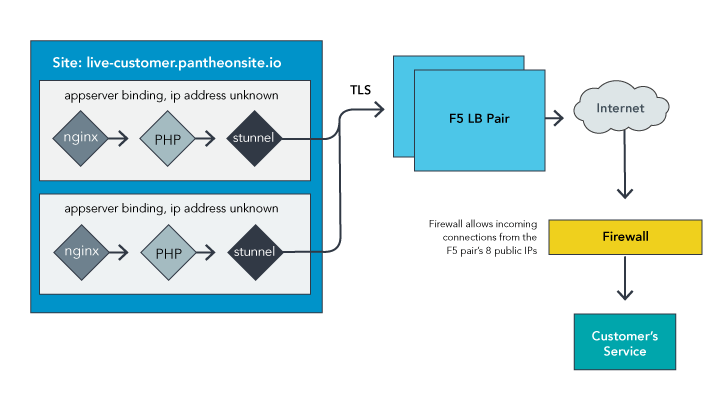 Site: live-customer.pantheonsite.io
appserver binding, ip address unknown
nginx
PHP
stunnel
appserver binding, ip address unknown
nginx
PHP
stunnel
TLS
F5 LB Pair
Internet
Firewall allows incoming
connections from the
F5 pair's 8 public IPs
Firewall
Customer's
Service